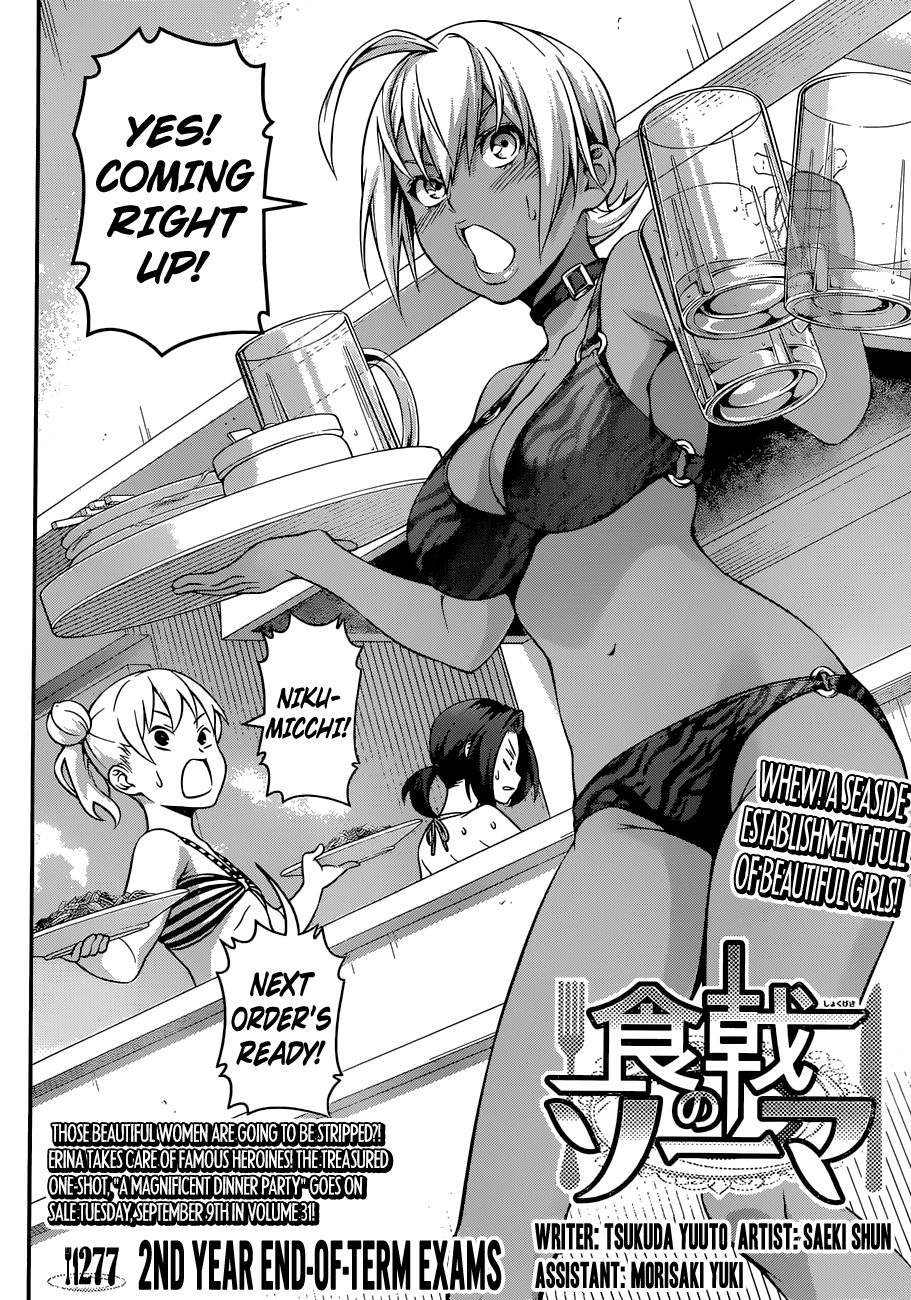 YES!
COMING
RIGHT
UP!
NIKU-
MICCHI!
NEXT
ORDER'S
READY!
WHEW! A SEASIDE
ESTABLISHMENT FULL
OF BEAUTIFUL GIRLS!
しょくげき
食戟
の
ソーマ
THOSE BEAUTIFUL WOMEN ARE GOING TO BE STRIPPED?!
ERINA TAKES CARE OF FAMOUS HEROINES! THE TREASURED
ONE-SHOT, "A MAGNIFICENT DINNER PARTY" GOES ON
SALE TUESDAY, SEPTEMBER 9TH IN VOLUME 31!
277 2ND YEAR END-OF-TERM EXAMS
WRITER: TSUKUDA YUUTO ARTIST: SAEKI SHUN
ASSISTANT: MORISAKI YUKI